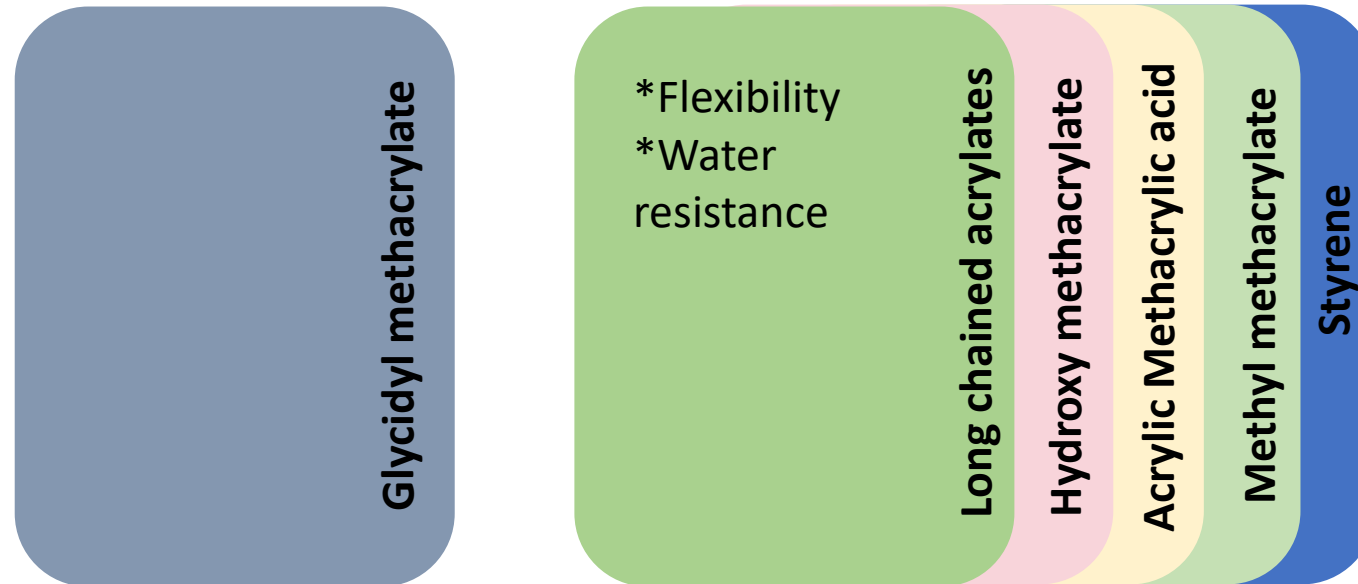 Glycidyl methacrylate
*Flexibility
*Water
resistance
Long chained acrylates
Hydroxy methacrylate
Acrylic Methacrylic acid
Methyl methacrylate
Styrene